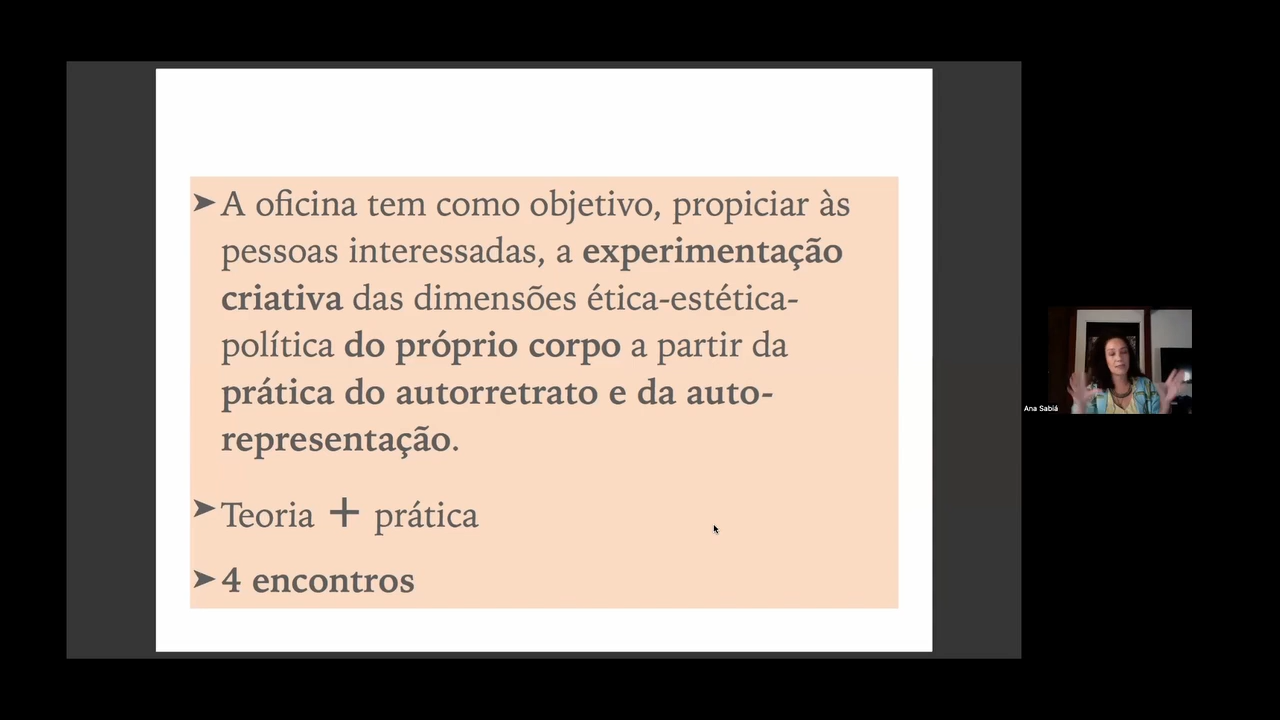 ➤ A oficina tem como objetivo, propiciar às
pessoas interessadas, a experimentação
criativa das dimensões ética-estética-
política do próprio corpo a partir da
prática do autorretrato e da auto-
representação.
➤ Teoria + prática
➤ 4 encontros
Ana Sabiá